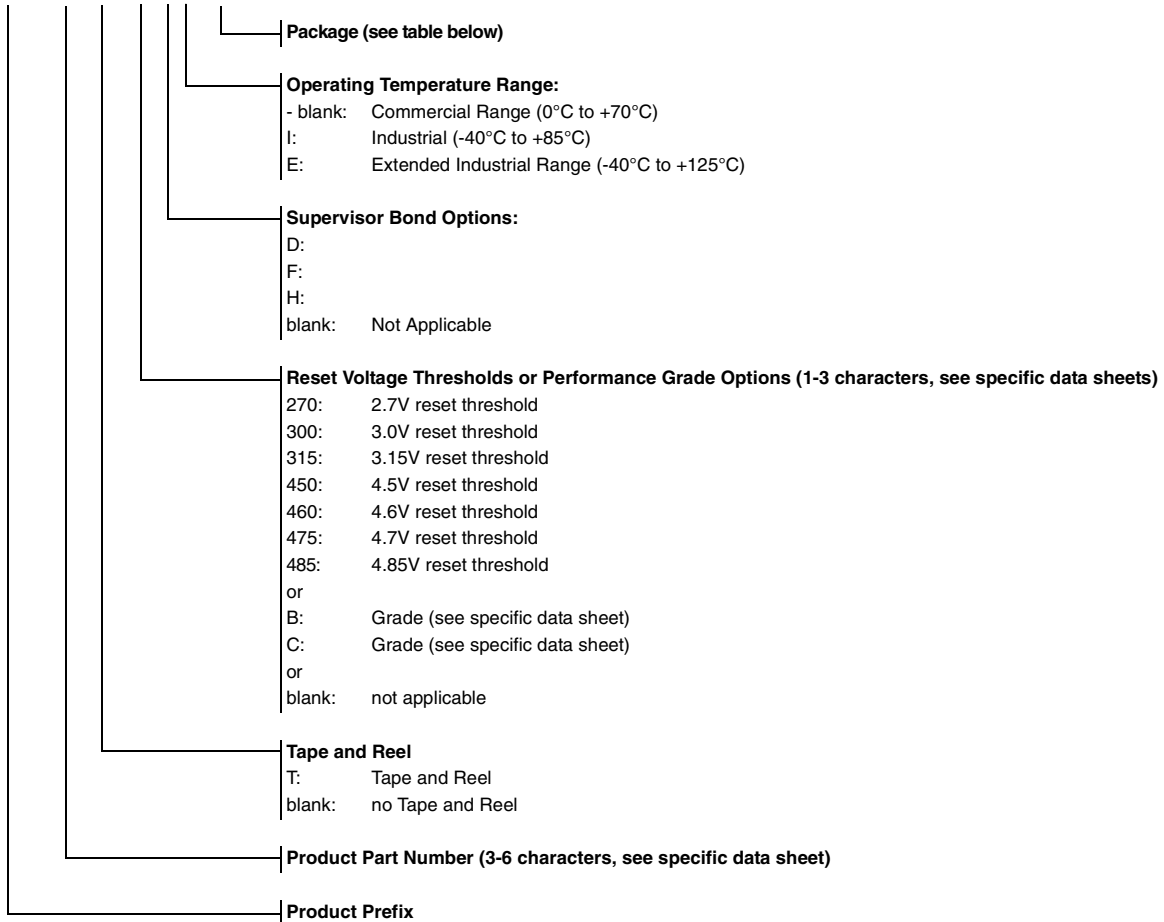 Package (see table below)
Operating Temperature Range:
- blank: Commercial Range (0°C to +70°C)
I: Industrial (-40°C to +85°C)
E: Extended Industrial Range (-40°C to +125°C)
Supervisor Bond Options:
D:
F:
H:
blank: Not Applicable
Reset Voltage Thresholds or Performance Grade Options (1-3 characters, see specific data sheets)
270: 2.7V reset threshold
300: 3.0V reset threshold
315: 3.15V reset threshold
450: 4.5V reset threshold
460: 4.6V reset threshold
475: 4.7V reset threshold
485: 4.85V reset threshold
or
B: Grade (see specific data sheet)
C: Grade (see specific data sheet)
or
blank: not applicable
Tape and Reel
T: Tape and Reel
blank: no Tape and Reel
Product Part Number (3-6 characters, see specific data sheet)
Product Prefix